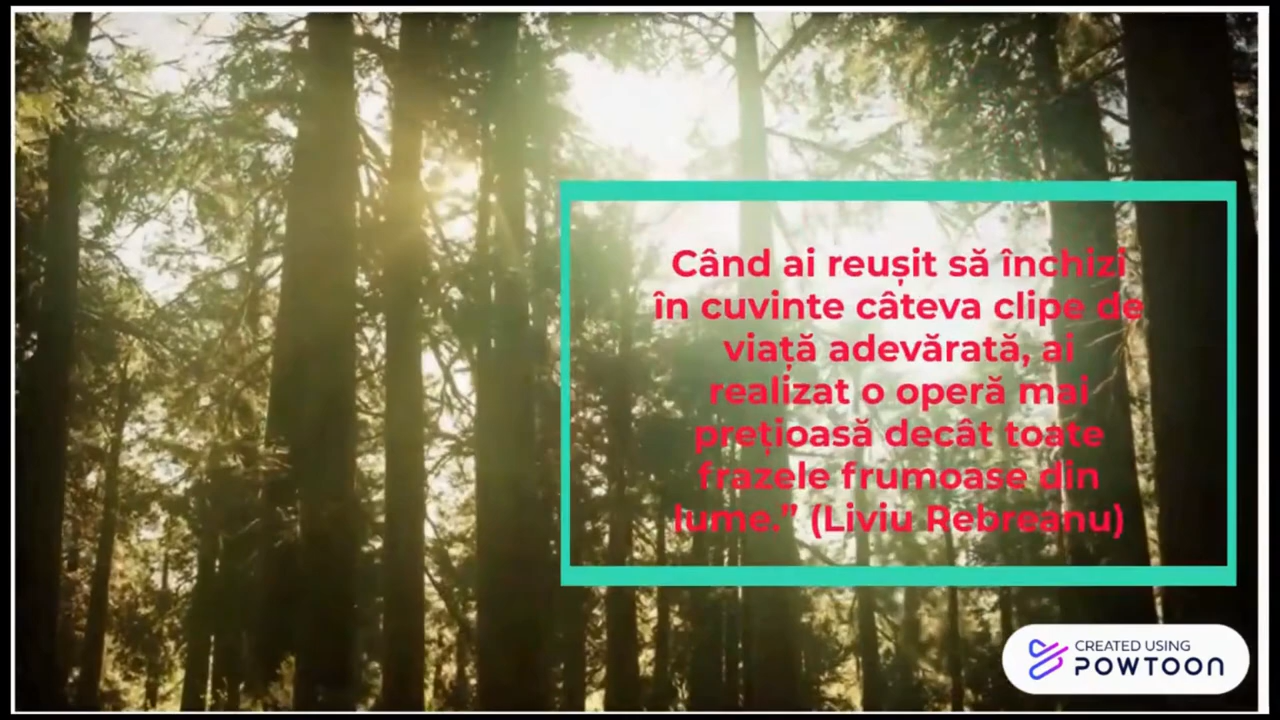 Când ai reușit să închizi
în cuvinte câteva clipe de
viață adevărată, ai
realizat o operă mai
prețioasă decât toate
frazele frumoase din
lume.” (Liviu Rebreanu)
CREATED USING
POWTOON